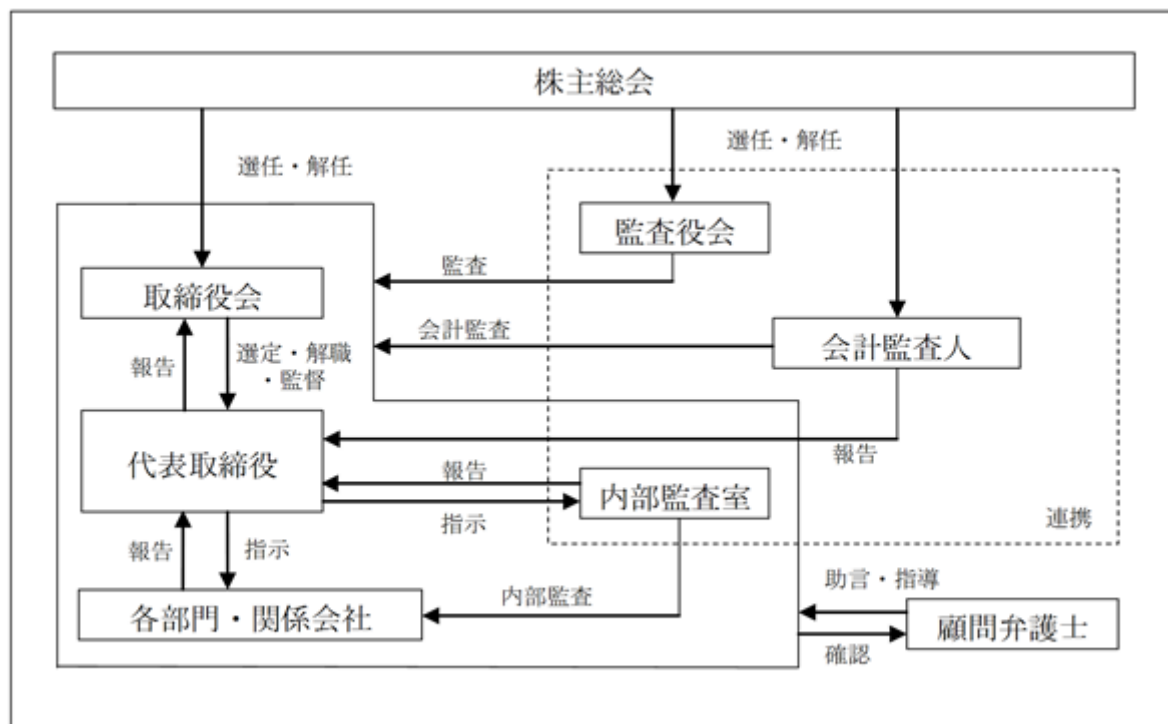 株主総会
選任・解任
選任・解任
監査役会
監査
取締役会
会計監査
会計監査人
報告
選定・解職
・監督
代表取締役
報告
報告
内部監査室
指示
連携
報告
指示
内部監査
助言・指導
各部門・関係会社
顧問弁護士
確認